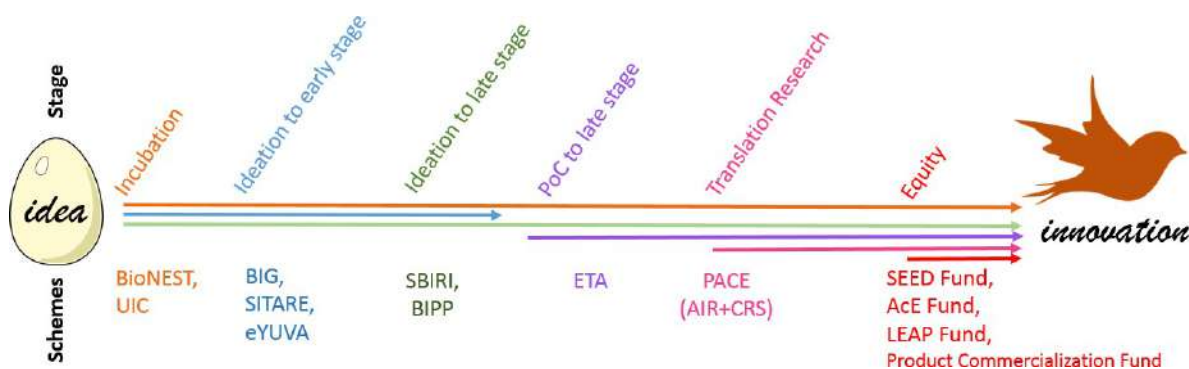 Stage
Incubation
Ideation to early stage
Ideation to late stage
PoC to late stage
Translation Research
Equity
idea
innovation
Schemes
BioNEST,
UIC
BIG,
SITARE,
eYUVA
SBIRI,
BIPP
ETA
PACE
(AIR+CRS)
SEED Fund,
AcE Fund,
LEAP Fund,
Product Commercialization Fund